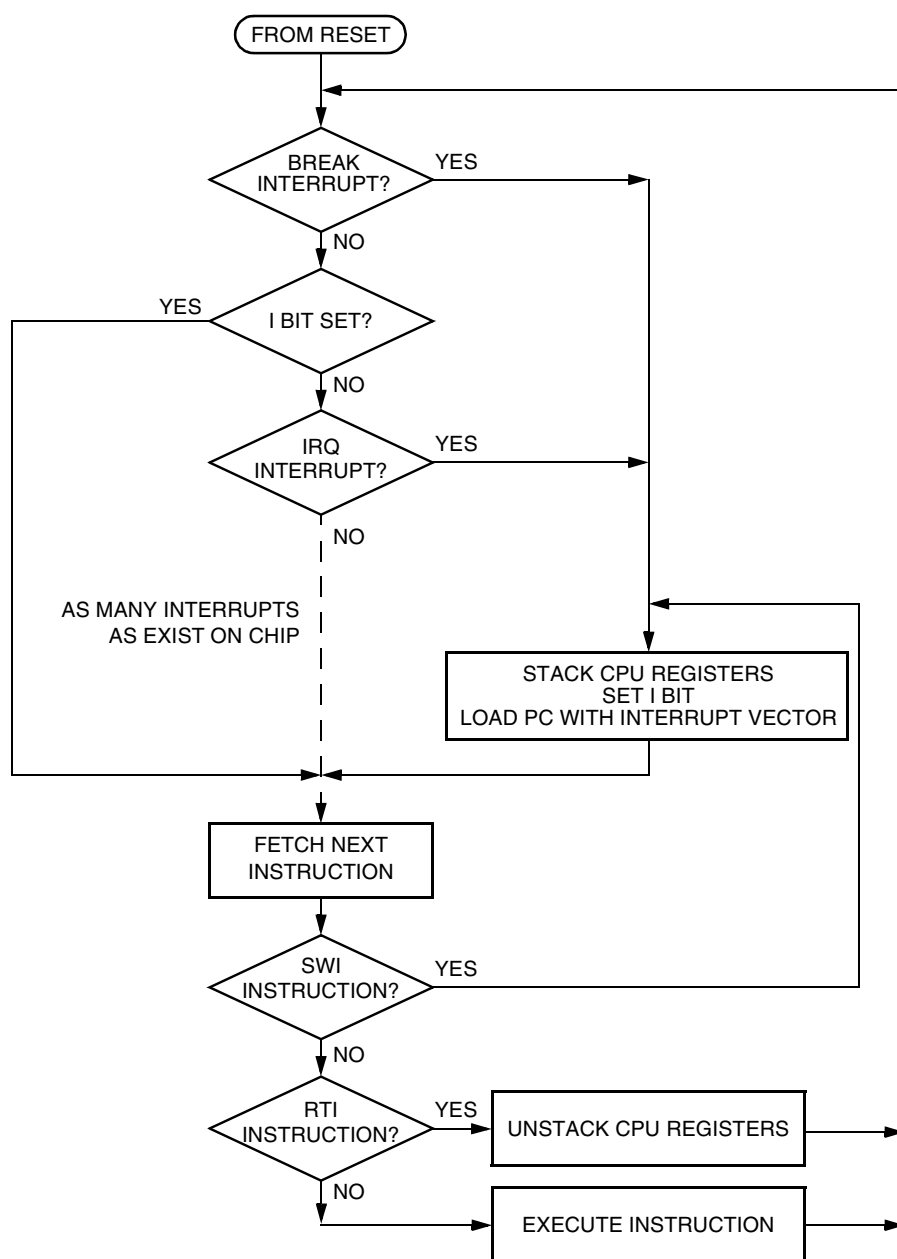 FROM RESET
BREAK
INTERRUPT?
YES
NO
YES
I BIT SET?
NO
IRQ
INTERRUPT?
YES
NO
AS MANY INTERRUPTS
AS EXIST ON CHIP
STACK CPU REGISTERS
SET I BIT
LOAD PC WITH INTERRUPT VECTOR
FETCH NEXT
INSTRUCTION
SWI
INSTRUCTION?
YES
NO
RTI
INSTRUCTION?
YES
UNSTACK CPU REGISTERS
NO
EXECUTE INSTRUCTION